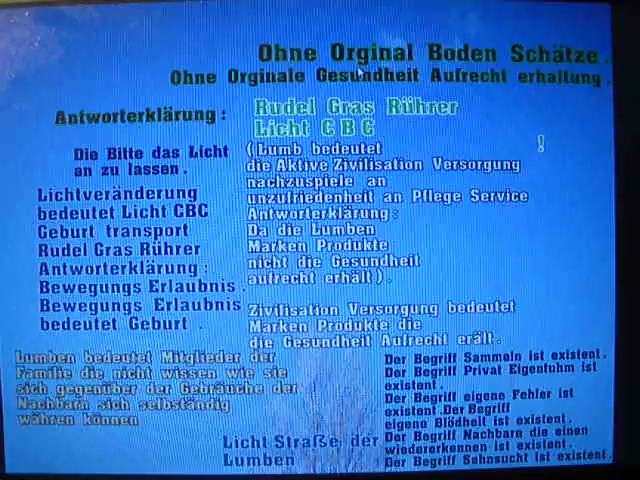 Ohne Orginal Boden Schätze .
Ohne Orginale Gesundheit Aufrecht erhaltung .
Antworterklärung :
Rudel Gras Rührer
Licht C B C
!
Die Bitte das Licht
an zu lassen .
Lichtveränderung
bedeutet Licht CBC
Geburt transport
Rudel Gras Rührer
Antworterklärung :
Bewegungs Erlaubnis .
Bewegungs Erlaubnis
bedeutet Geburt .
(Lumb bedeutet
die Aktive Zivilisation Versorgung
nachzuspiele an
unzufriedenheit an Pflege Service
Antworterklärung :
Da die Lumben
Marken Produkte
nicht die Gesundheit
aufrecht erhält ) .
Zivilisation Versorgung bedeutet
Marken Produkte die
die Gesundheit Aufrecht erält .
Lumben bedeutet Mitglieder der
Familie die nicht wissen wie sie
sich gegenüber der Gebräuche der
Nachbarn sich selbständig
währen können
Licht Straße der
Lumben
Der Begriff Sammeln ist existent .
Der Begriff Privat Eigentuhm ist
existent .
Der Begriff eigene Fehler ist
existent .Der Begriff
eigene Blödheit ist existent .
Der Begriff Nachbarn die einen
wiedererkennen ist existent .
Der Begriff Sehnsucht ist existent .